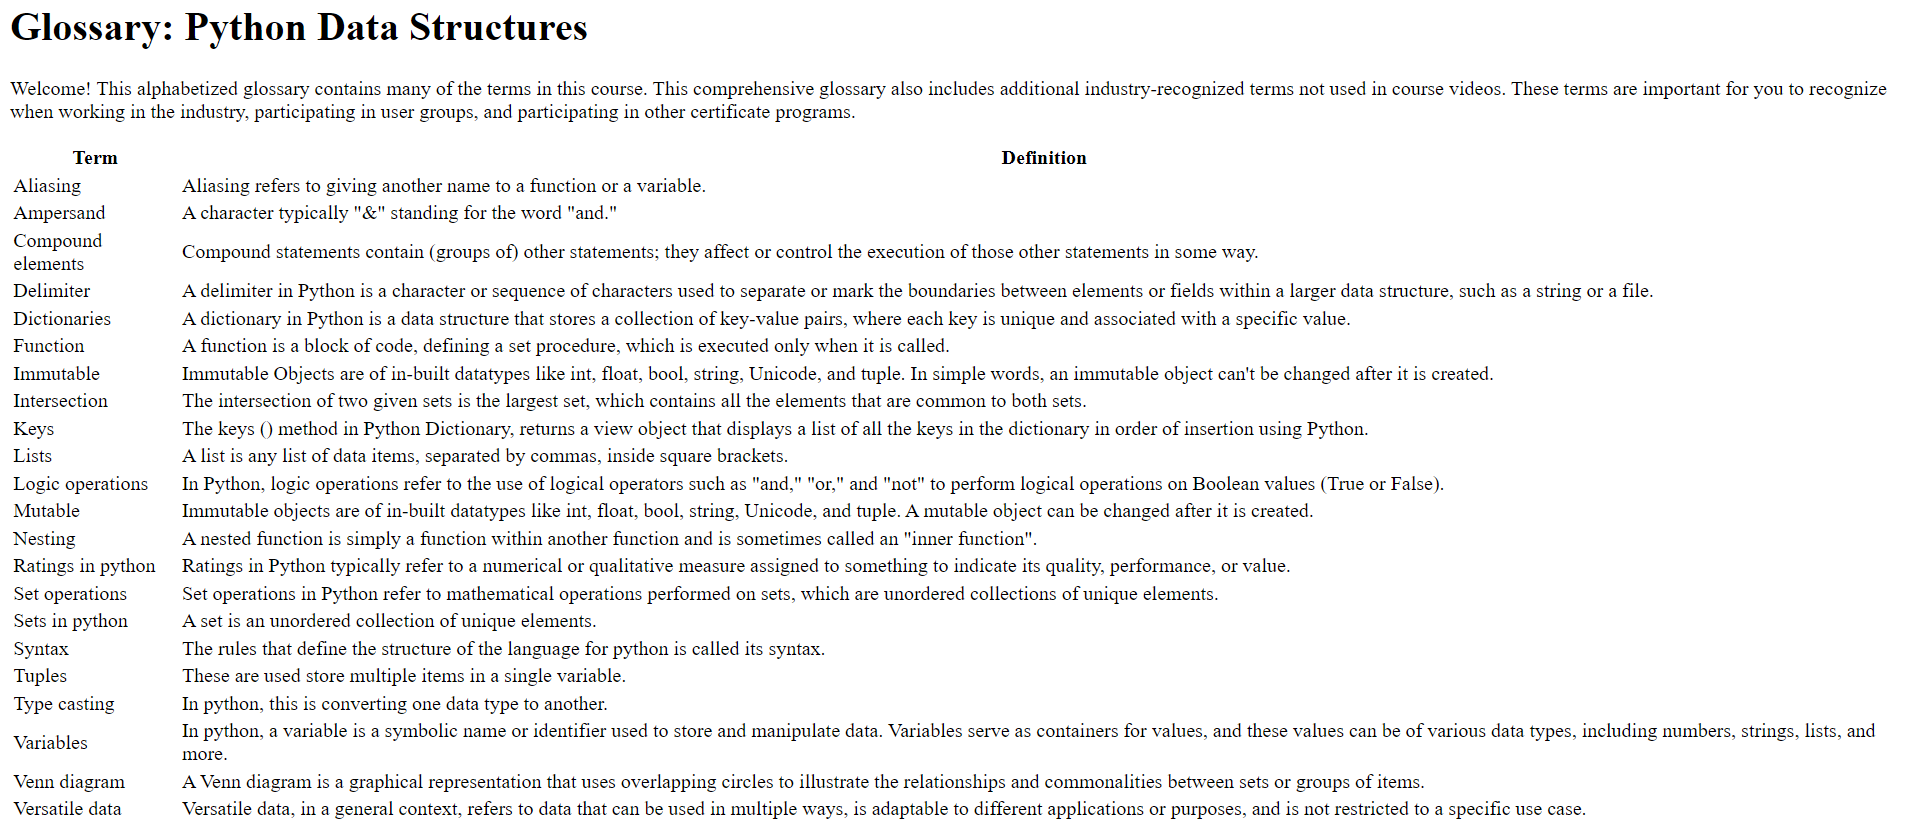 Glossary: Python Data Structures
Welcome! This alphabetized glossary contains many of the terms in this course. This comprehensive glossary also includes additional industry-recognized terms not used in course videos. These terms are important for you to recognize
when working in the industry, participating in user groups, and participating in other certificate programs.
Term Definition
Aliasing Aliasing refers to giving another name to a function or a variable.
Ampersand A character typically "&" standing for the word "and."
Compound
elements Compound statements contain (groups of) other statements; they affect or control the execution of those other statements in some way.
Delimiter A delimiter in Python is a character or sequence of characters used to separate or mark the boundaries between elements or fields within a larger data structure, such as a string or a file.
Dictionaries A dictionary in Python is a data structure that stores a collection of key-value pairs, where each key is unique and associated with a specific value.
Function A function is a block of code, defining a set procedure, which is executed only when it is called.
Immutable Immutable Objects are of in-built datatypes like int, float, bool, string, Unicode, and tuple. In simple words, an immutable object can't be changed after it is created.
Intersection The intersection of two given sets is the largest set, which contains all the elements that are common to both sets.
Keys The keys () method in Python Dictionary, returns a view object that displays a list of all the keys in the dictionary in order of insertion using Python.
Lists A list is any list of data items, separated by commas, inside square brackets.
Logic operations In Python, logic operations refer to the use of logical operators such as "and," "or," and "not" to perform logical operations on Boolean values (True or False).
Mutable Immutable objects are of in-built datatypes like int, float, bool, string, Unicode, and tuple. A mutable object can be changed after it is created.
Nesting A nested function is simply a function within another function and is sometimes called an "inner function".
Ratings in python Ratings in Python typically refer to a numerical or qualitative measure assigned to something to indicate its quality, performance, or value.
Set operations Set operations in Python refer to mathematical operations performed on sets, which are unordered collections of unique elements.
Sets in python A set is an unordered collection of unique elements.
Syntax The rules that define the structure of the language for python is called its syntax.
Tuples These are used store multiple items in a single variable.
Type casting In python, this is converting one data type to another.
Variables In python, a variable is a symbolic name or identifier used to store and manipulate data. Variables serve as containers for values, and these values can be of various data types, including numbers, strings, lists, and
more.
Venn diagram A Venn diagram is a graphical representation that uses overlapping circles to illustrate the relationships and commonalities between sets or groups of items.
Versatile data Versatile data, in a general context, refers to data that can be used in multiple ways, is adaptable to different applications or purposes, and is not restricted to a specific use case.